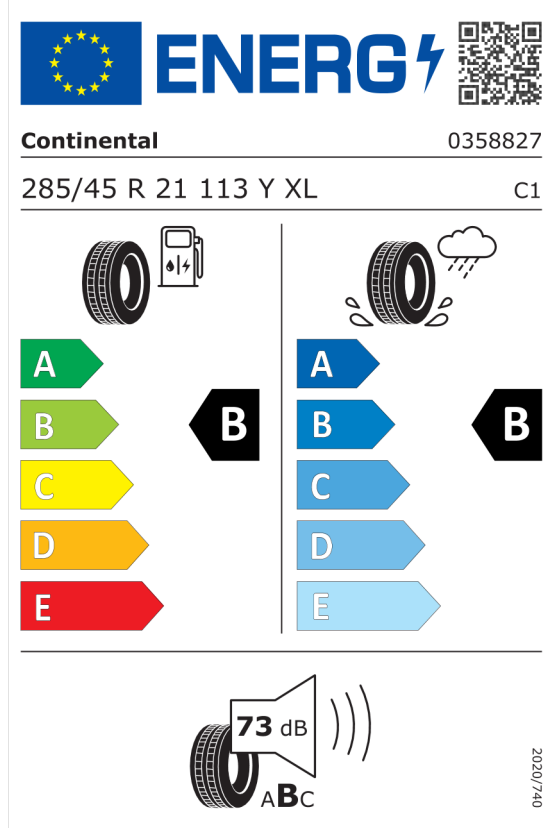 ENERG
Continental 0358827
285/45 R 21 113 Y XL C1
A A
B B B B
C C
D D
E E
73 dB
ABC
2020/740